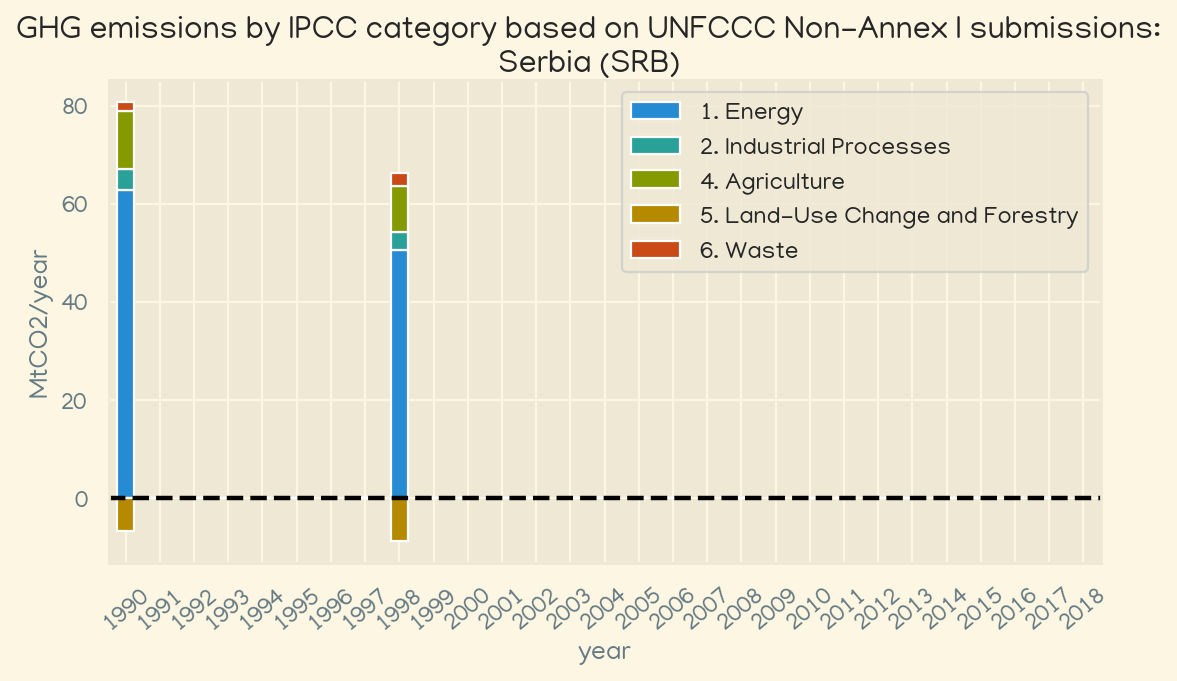 GHG emissions by IPCC category based on UNFCCC Non-Annex I submissions:
Serbia (SRB)
80
60
40
20
0
MtCO2/year
1. Energy
2. Industrial Processes
4. Agriculture
5. Land-Use Change and Forestry
6. Waste
1990 1991 1992 1993 1994 1995 1996 1997 1998 1999 2000 2001 2002 2003 2004 2005 2006 2007 2008 2009 2010 2011 2012 2013 2014 2015 2016 2017 2018
year